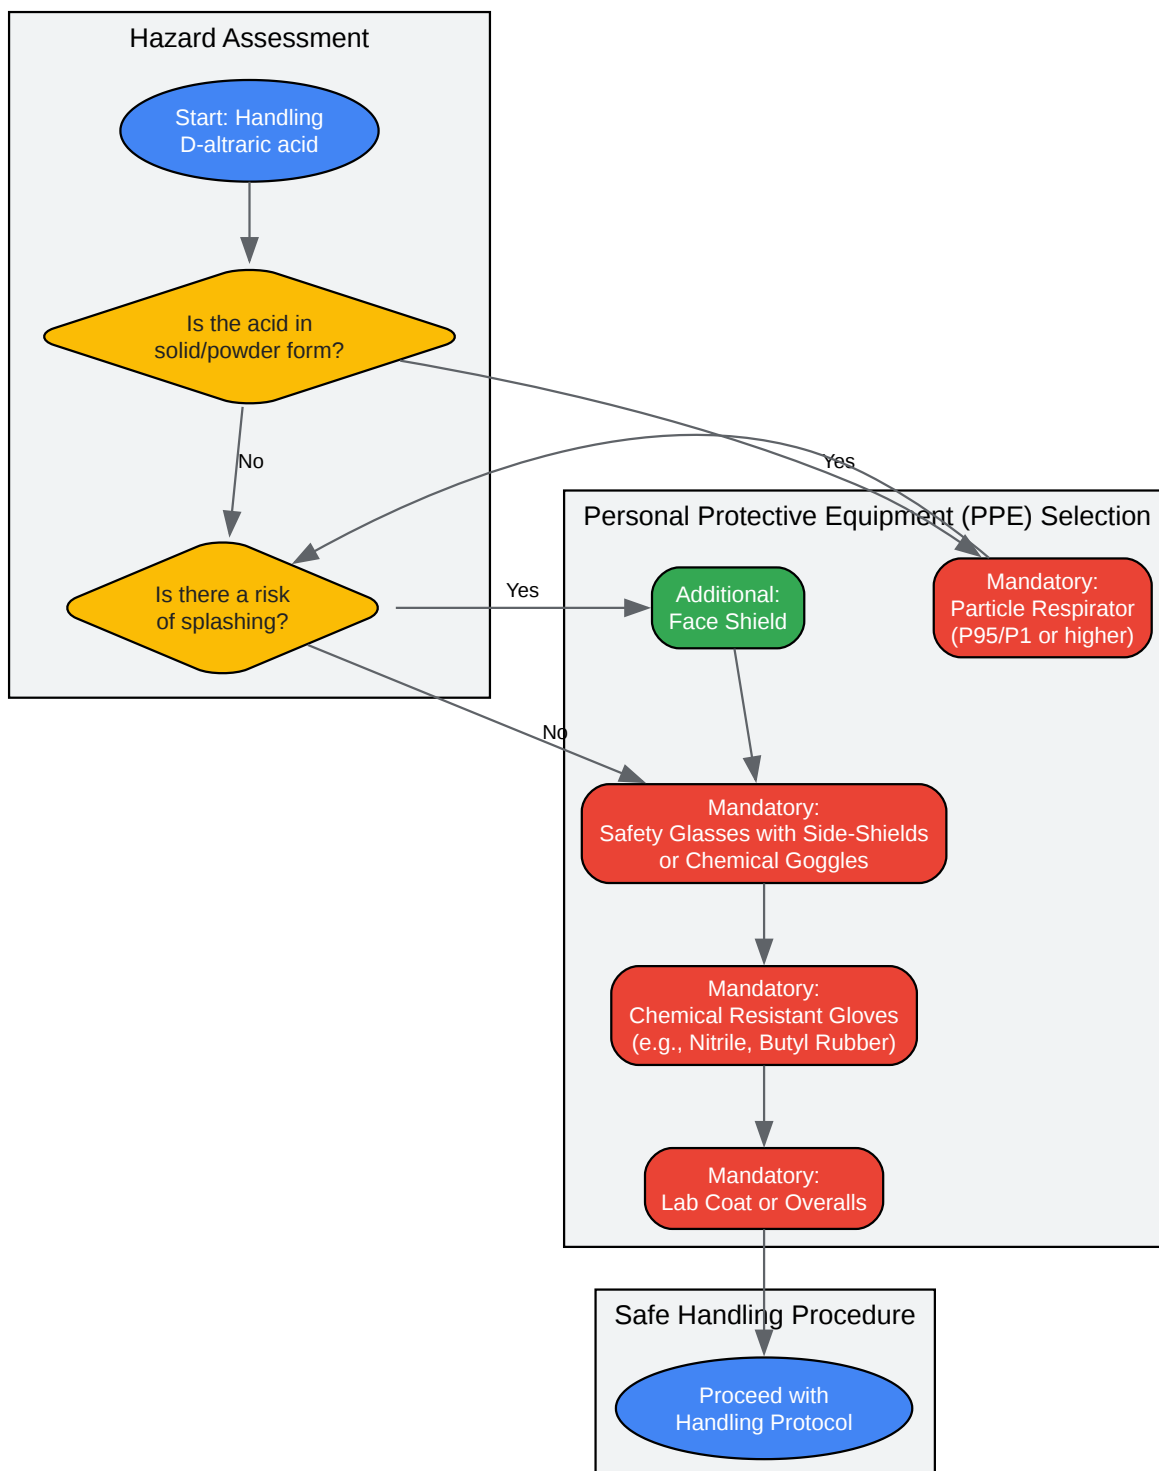 Hazard Assessment
Start: Handling
D-altraric acid
Is the acid in
solid/powder form?
No
Yes
Is there a risk
of splashing?
Yes
No
Personal Protective Equipment (PPE) Selection
Additional:
Face Shield
Mandatory:
Particle Respirator
(P95/P1 or higher)
Mandatory:
Safety Glasses with Side-Shields
or Chemical Goggles
Mandatory:
Chemical Resistant Gloves
(e.g., Nitrile, Butyl Rubber)
Mandatory:
Lab Coat or Overalls
Safe Handling Procedure
Proceed with
Handling Protocol